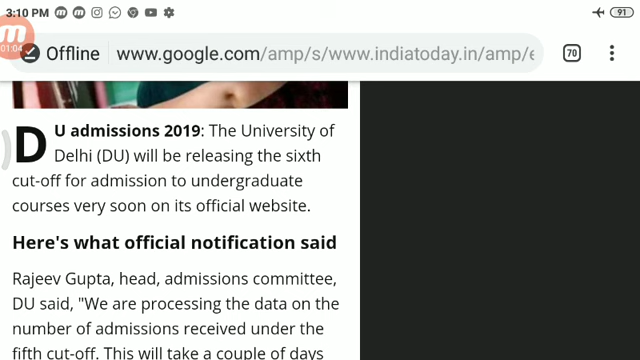 3:10 PM
91
01:04
Offline
www.google.com/amp/s/www.indiatoday.in/amp/e
70
DU admissions 2019: The University of
Delhi (DU) will be releasing the sixth
cut-off for admission to undergraduate
courses very soon on its official website.
Here's what official notification said
Rajeev Gupta, head, admissions committee,
DU said, "We are processing the data on the
number of admissions received under the
fifth cut-off. This will take a couple of days